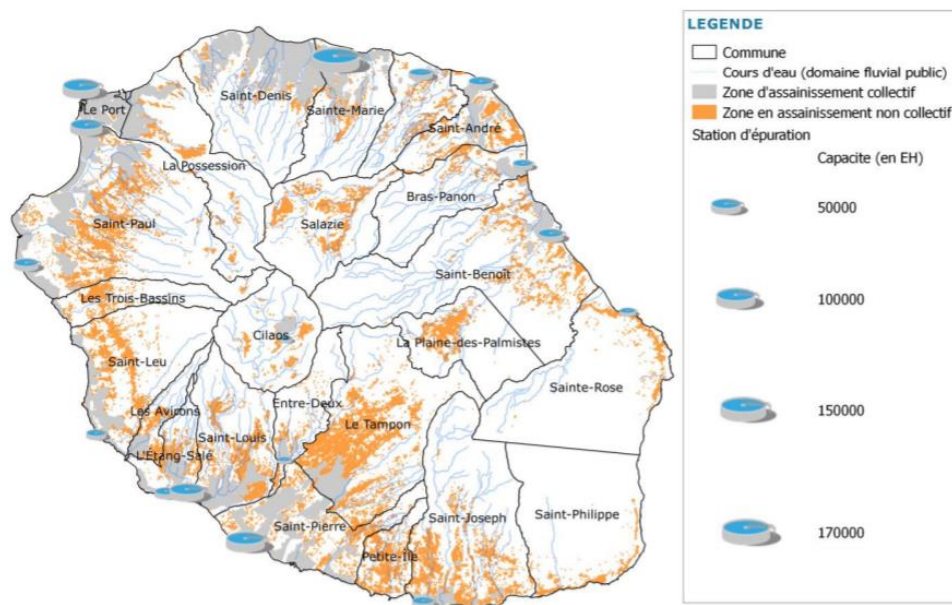 LEGENDE
Commune
Cours d'eau (domaine fluvial public)
Zone d'assainissement collectif
Zone en assainissement non collectif
Station d'épuration
Capacite (en EH)
50000
100000
150000
170000
Saint-Denis
Sainte-Marie
Le Port
Saint-André
La Possession
Bras-Panon
Saint-Paul
Salazie
Saint-Benoît
Les Trois-Bassins
Cilaos
La Plaine-des-Palmistes
Saint-Leu
Sainte-Rose
Entre-Deux
Les Avirons
Le Tampon
Saint-Louis
L'Étang-Salé
Saint-Pierre
Saint-Joseph
Saint-Philippe
Petite-Île